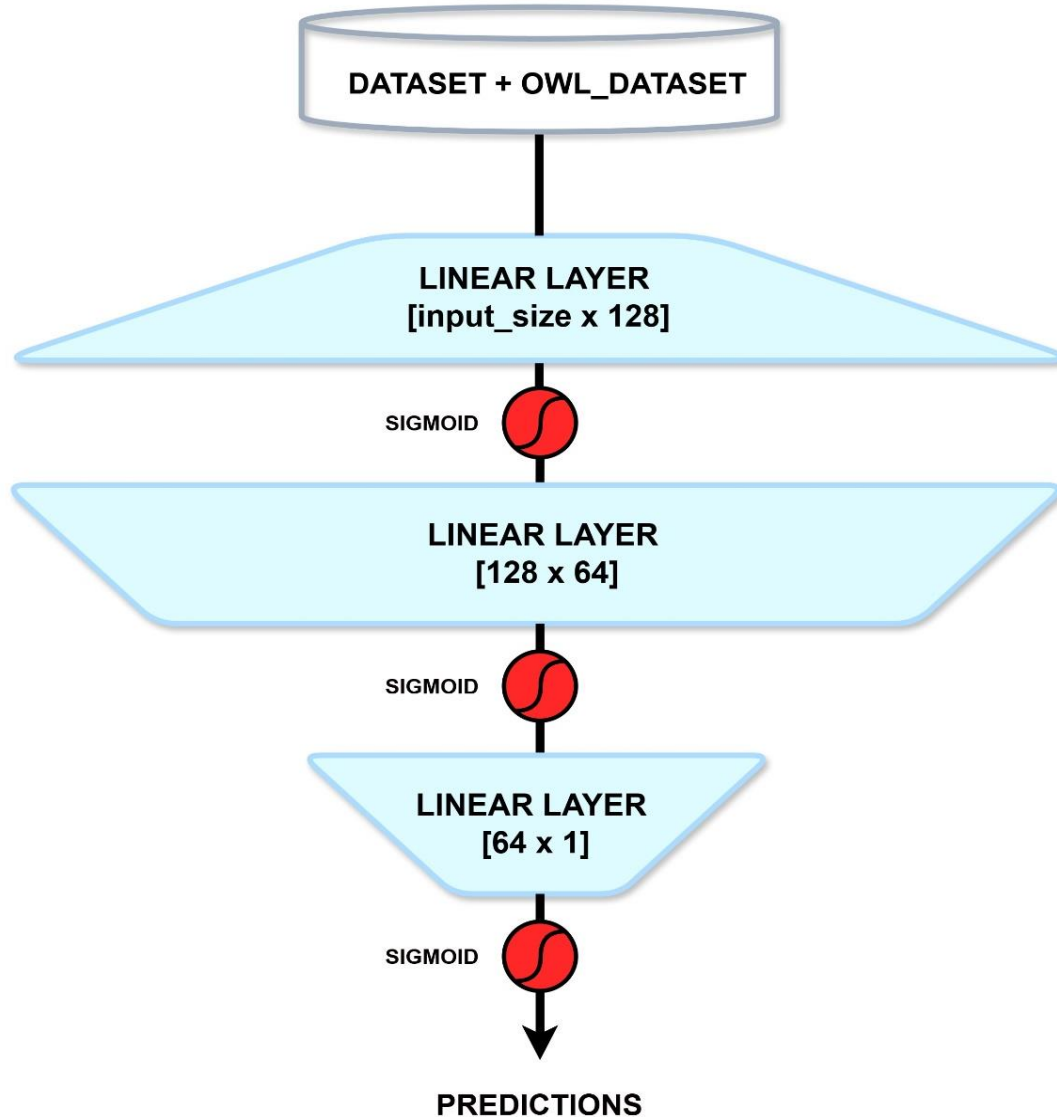 DATASET + OWL_DATASET
LINEAR LAYER
[input_size x 128]
SIGMOID
LINEAR LAYER
[128 x 64]
SIGMOID
LINEAR LAYER
[64 x 1]
SIGMOID
PREDICTIONS